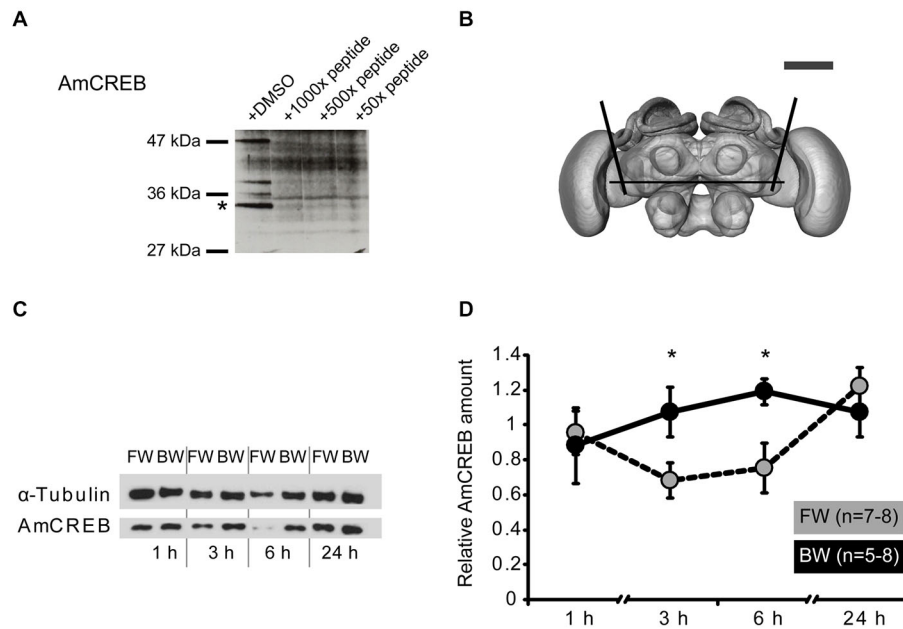 A
AmCREB
+DMSO
+1000x peptide
+500x peptide
+50x peptide
47 kDa
36 kDa
*
27 kDa
B
C
FW BW FW BW FW BW FW BW
α-Tubulin
AmCREB
1 h 3 h 6 h 24 h
D
Relative AmCREB amount
1.4
1.2
1
0.8
0.6
0.4
0.2
0
* *
FW (n=7-8)
BW (n=5-8)
1 h 3 h 6 h 24 h